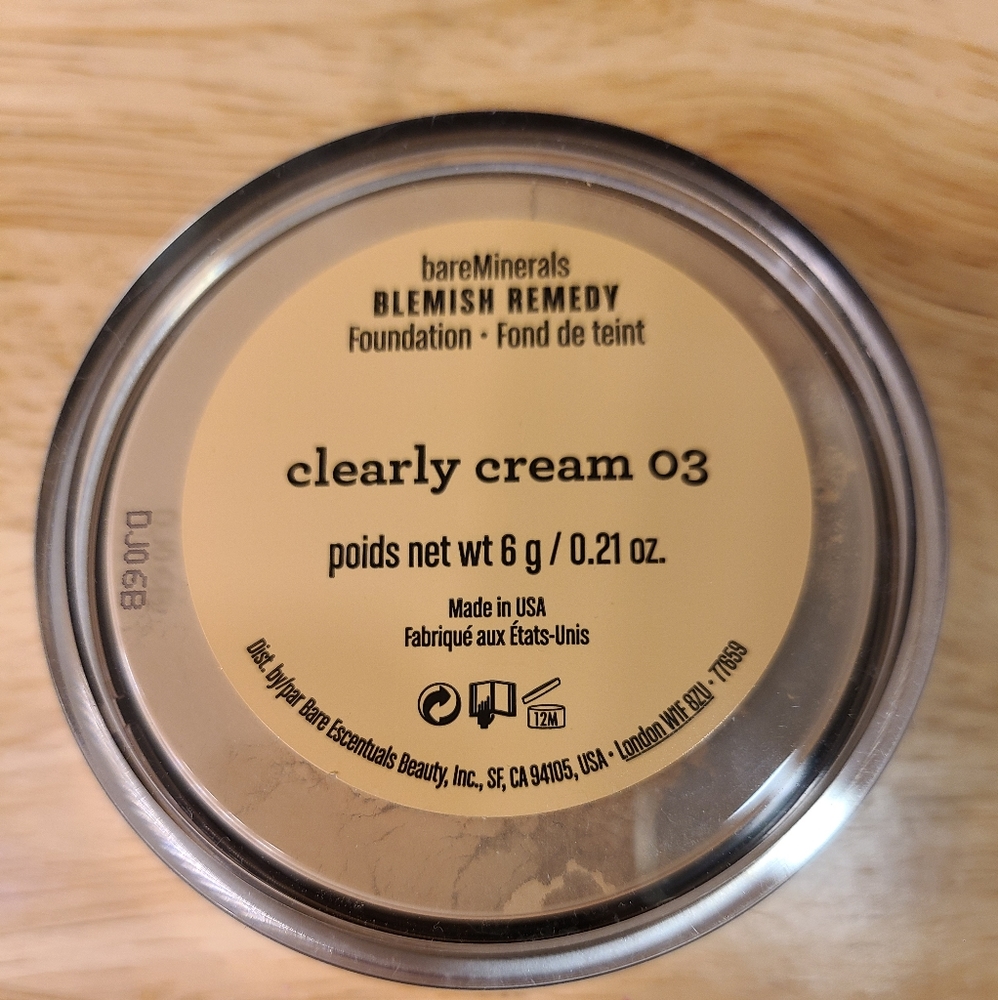 bareMinerals
BLEMISH REMEDY
Foundation • Fond de teint
clearly cream 03
poids net wt 6 g / 0.21 oz.
Made in USA
Fabriqué aux États-Unis
12M
Dist. by/par Bare Escentuals Beauty, Inc., SF, CA 94105, USA • London W1F 8ZU • 77659
DJ06B